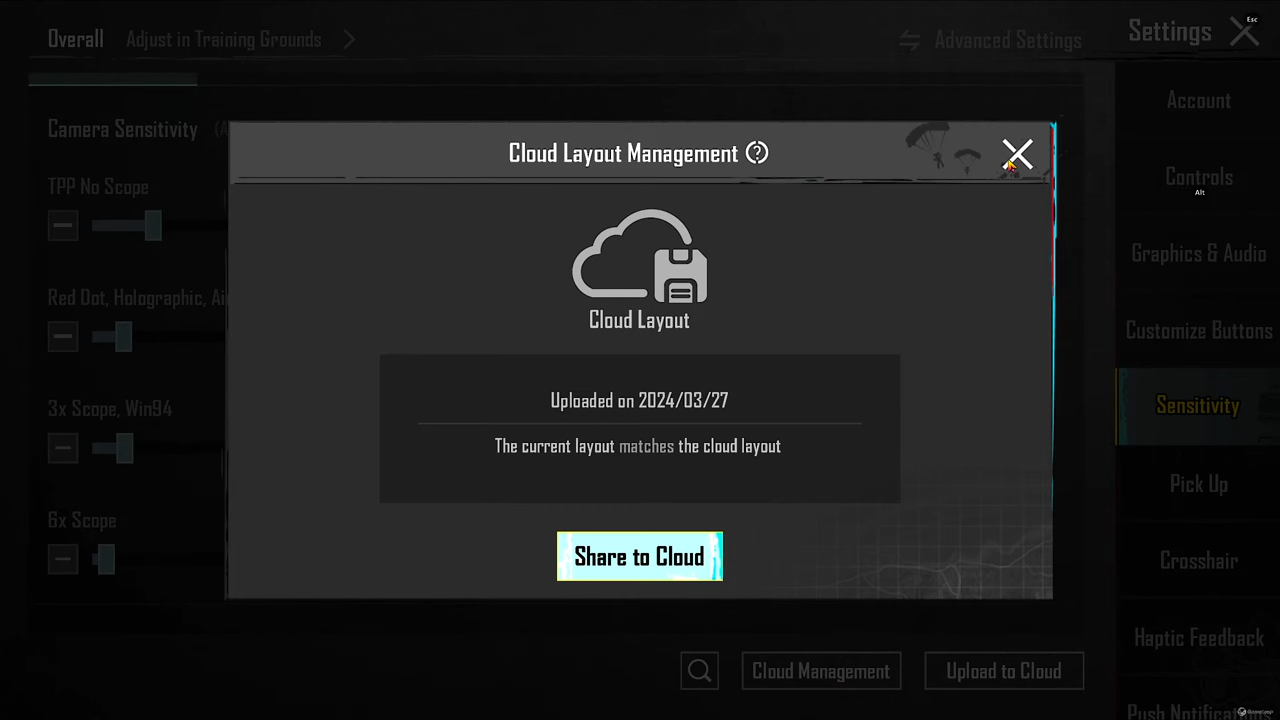 Overall
Adjust in Training Grounds
Advanced Settings
Settings
Esc
Camera Sensitivity
TPP No Scope
Red Dot, Holographic,
3x Scope, Win94
6x Scope
Cloud Layout Management
Cloud Layout
Uploaded on 2024/03/27
The current layout matches the cloud layout
Share to Cloud
Cloud Management
Upload to Cloud
Account
Controls
Alt
Graphics & Audio
Customize Buttons
Sensitivity
Pick Up
Crosshair
Haptic Feedback
Push